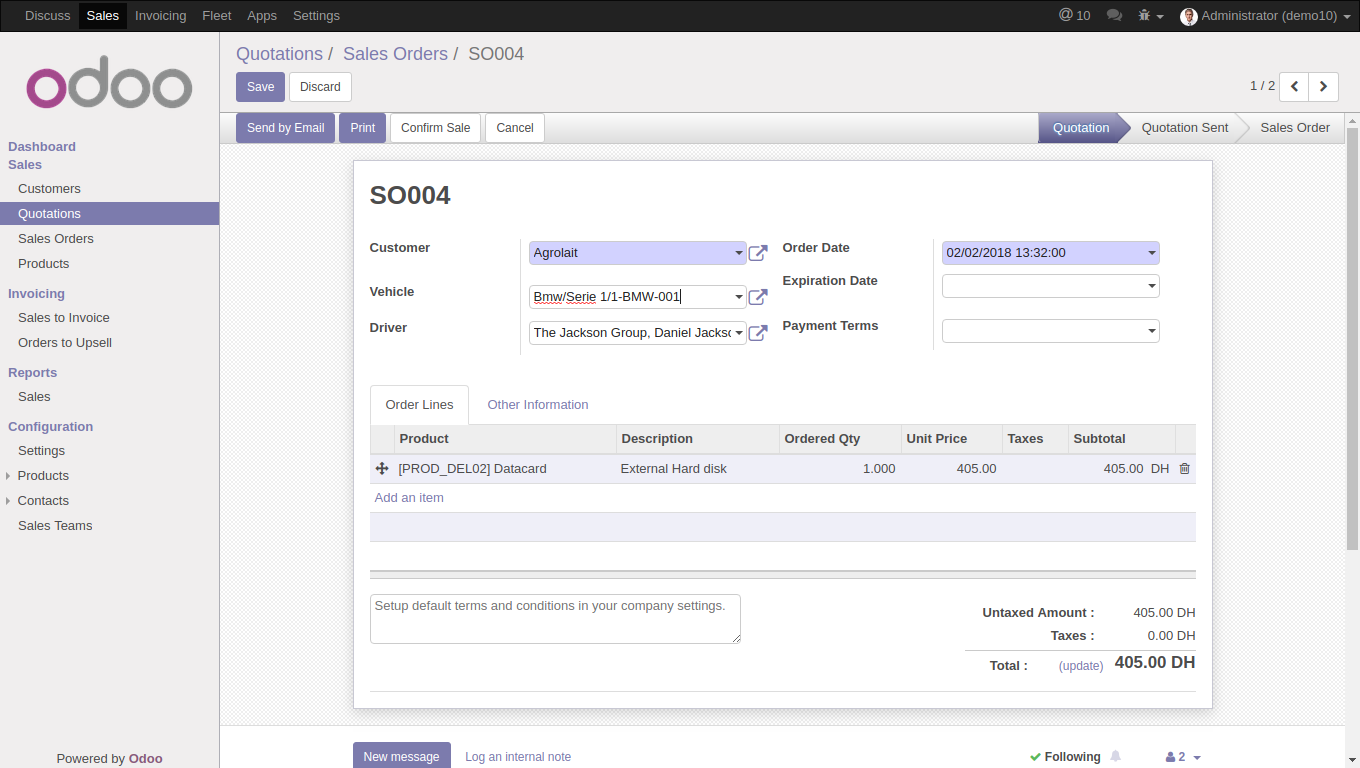 Discuss Sales Invoicing Fleet Apps Settings @ 10 Administrator (demo10)
odoo
Dashboard
Sales
Customers
Quotations
Sales Orders
Products
Invoicing
Sales to Invoice
Orders to Upsell
Reports
Sales
Configuration
Settings
Products
Contacts
Sales Teams
Powered by Odoo
Quotations / Sales Orders / SO004
Save Discard 1 / 2
Send by Email Print Confirm Sale Cancel Quotation Quotation Sent Sales Order
SO004
Customer Agrolait Order Date 02/02/2018 13:32:00
Expiration Date
Vehicle Bmw/Serie 1/1-BMW-001
Driver The Jackson Group, Daniel Jackso Payment Terms
Order Lines Other Information
Product Description Ordered Qty Unit Price Taxes Subtotal
[PROD_DEL02] Datacard External Hard disk 1.000 405.00 405.00 DH
Add an item
Setup default terms and conditions in your company settings.
Untaxed Amount : 405.00 DH
Taxes : 0.00 DH
Total : (update) 405.00 DH
New message Log an internal note Following 2